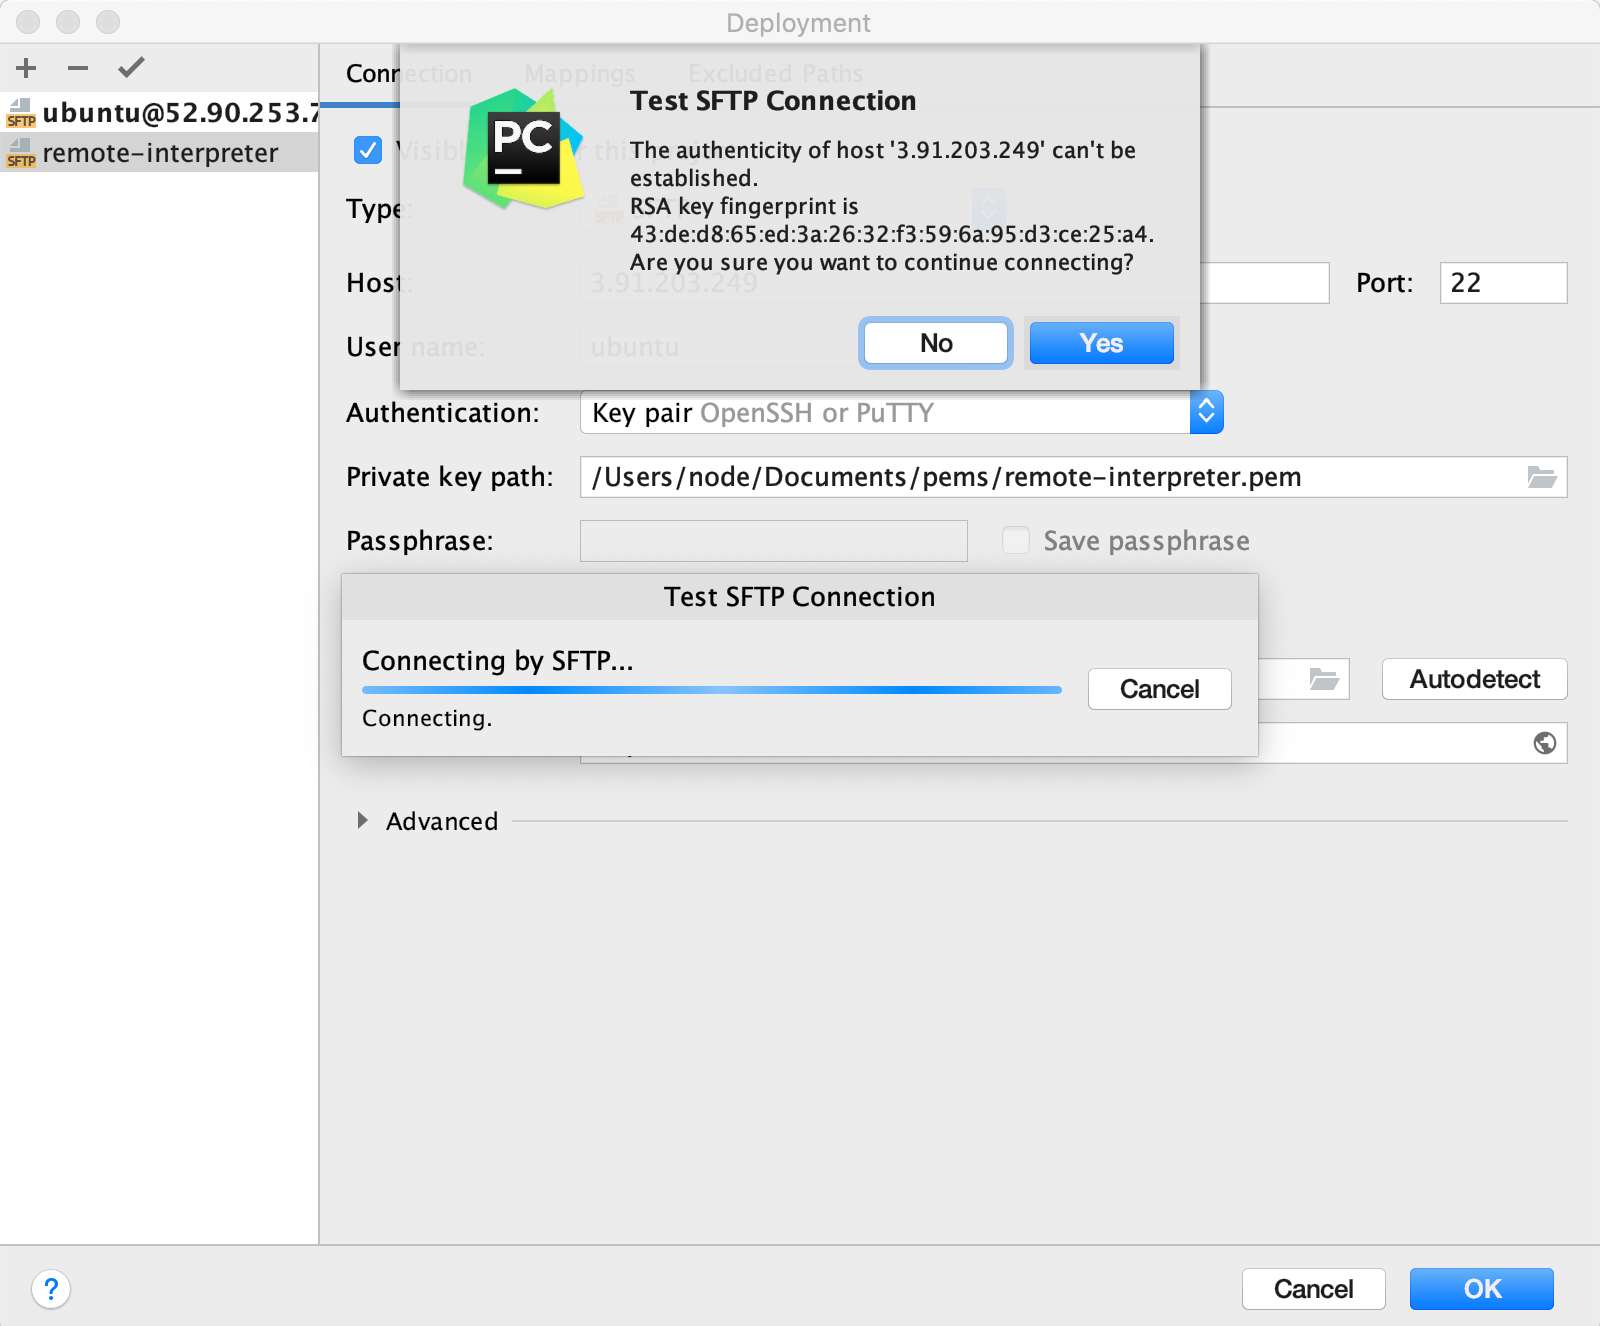 Deployment
SFTP ubuntu@52.90.253.7
SFTP remote-interpreter
Connection Mappings Excluded Paths
PC
Test SFTP Connection
The authenticity of host '3.91.203.249' can't be
established.
RSA key fingerprint is
43:de:d8:65:ed:3a:26:32:f3:59:6a:95:d3:ce:25:a4.
Are you sure you want to continue connecting?
No Yes
Type: SFTP
Host: 3.91.203.249 Port: 22
User name: ubuntu
Authentication: Key pair OpenSSH or PuTTY
Private key path: /Users/node/Documents/pems/remote-interpreter.pem
Passphrase: Save passphrase
Test SFTP Connection
Connecting by SFTP...
Connecting.
Cancel
Autodetect
Advanced
? Cancel OK